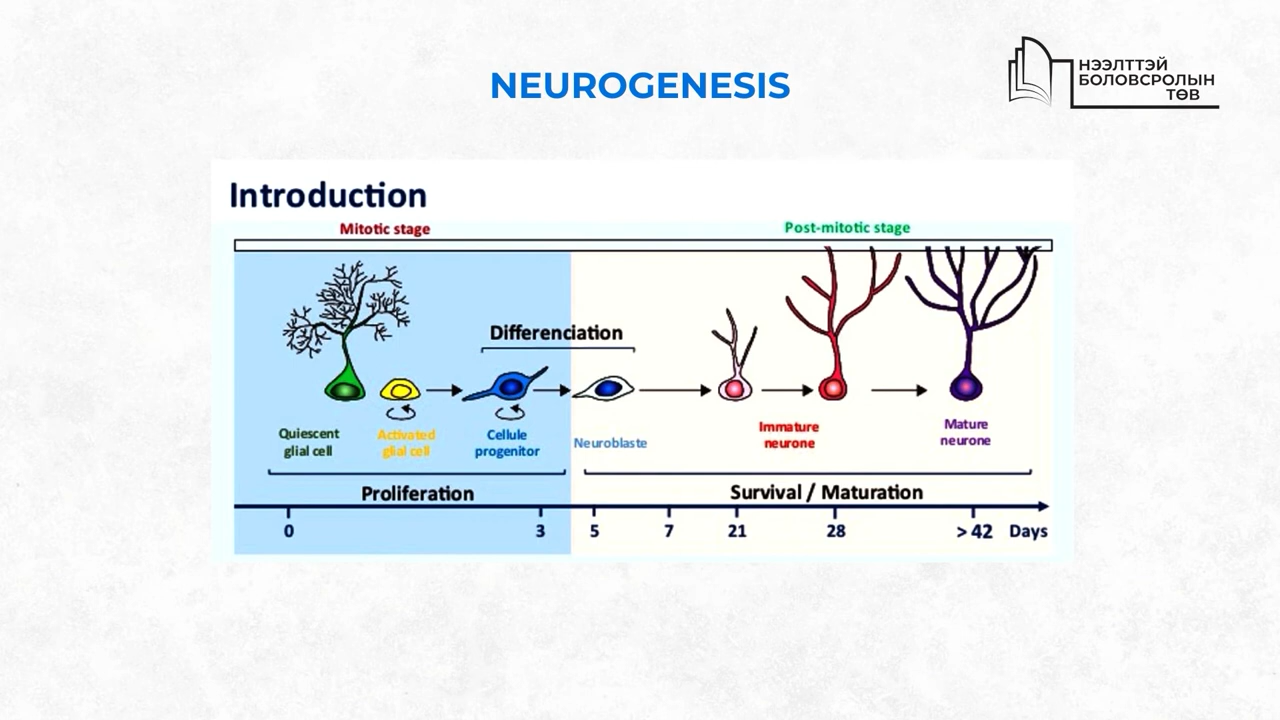 NEUROGENESIS
НЭЭЛТТЭЙ
БОЛОВСРОЛЫН
ТӨВ
Introduction
Mitotic stage
Post-mitotic stage
Differenciation
Quiescent
glial cell
Activated
glial cell
Cellule
progenitor
Neuroblaste
Immature
neurone
Mature
neurone
Proliferation
Survival / Maturation
0 3 5 7 21 28 > 42 Days